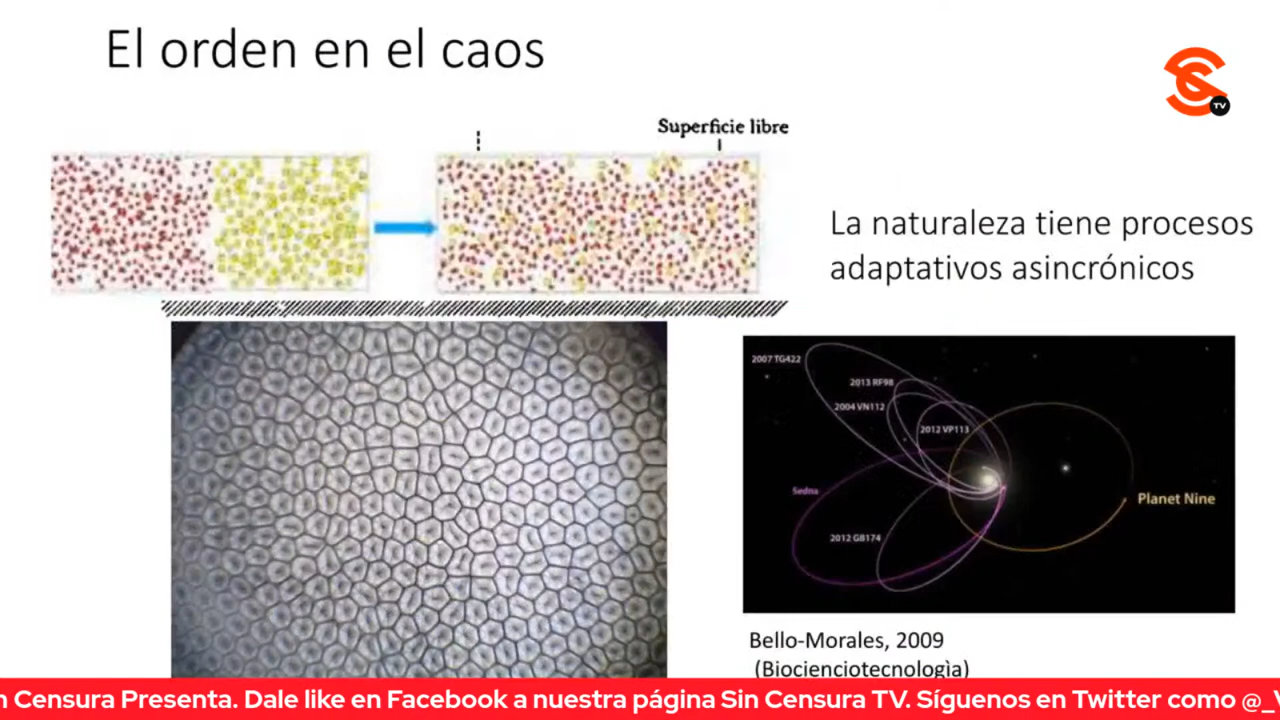 El orden en el caos
TV
Superficie libre
La naturaleza tiene procesos
adaptativos asincrónicos
2007 TG422
2013 RF98
2004 VN112
2012 VP113
Sedna
Planet Nine
2012 GB174
Bello-Morales, 2009
(Biocienciotecnologìa)
n Censura Presenta. Dale like en Facebook a nuestra página Sin Censura TV. Síguenos en Twitter como @_V